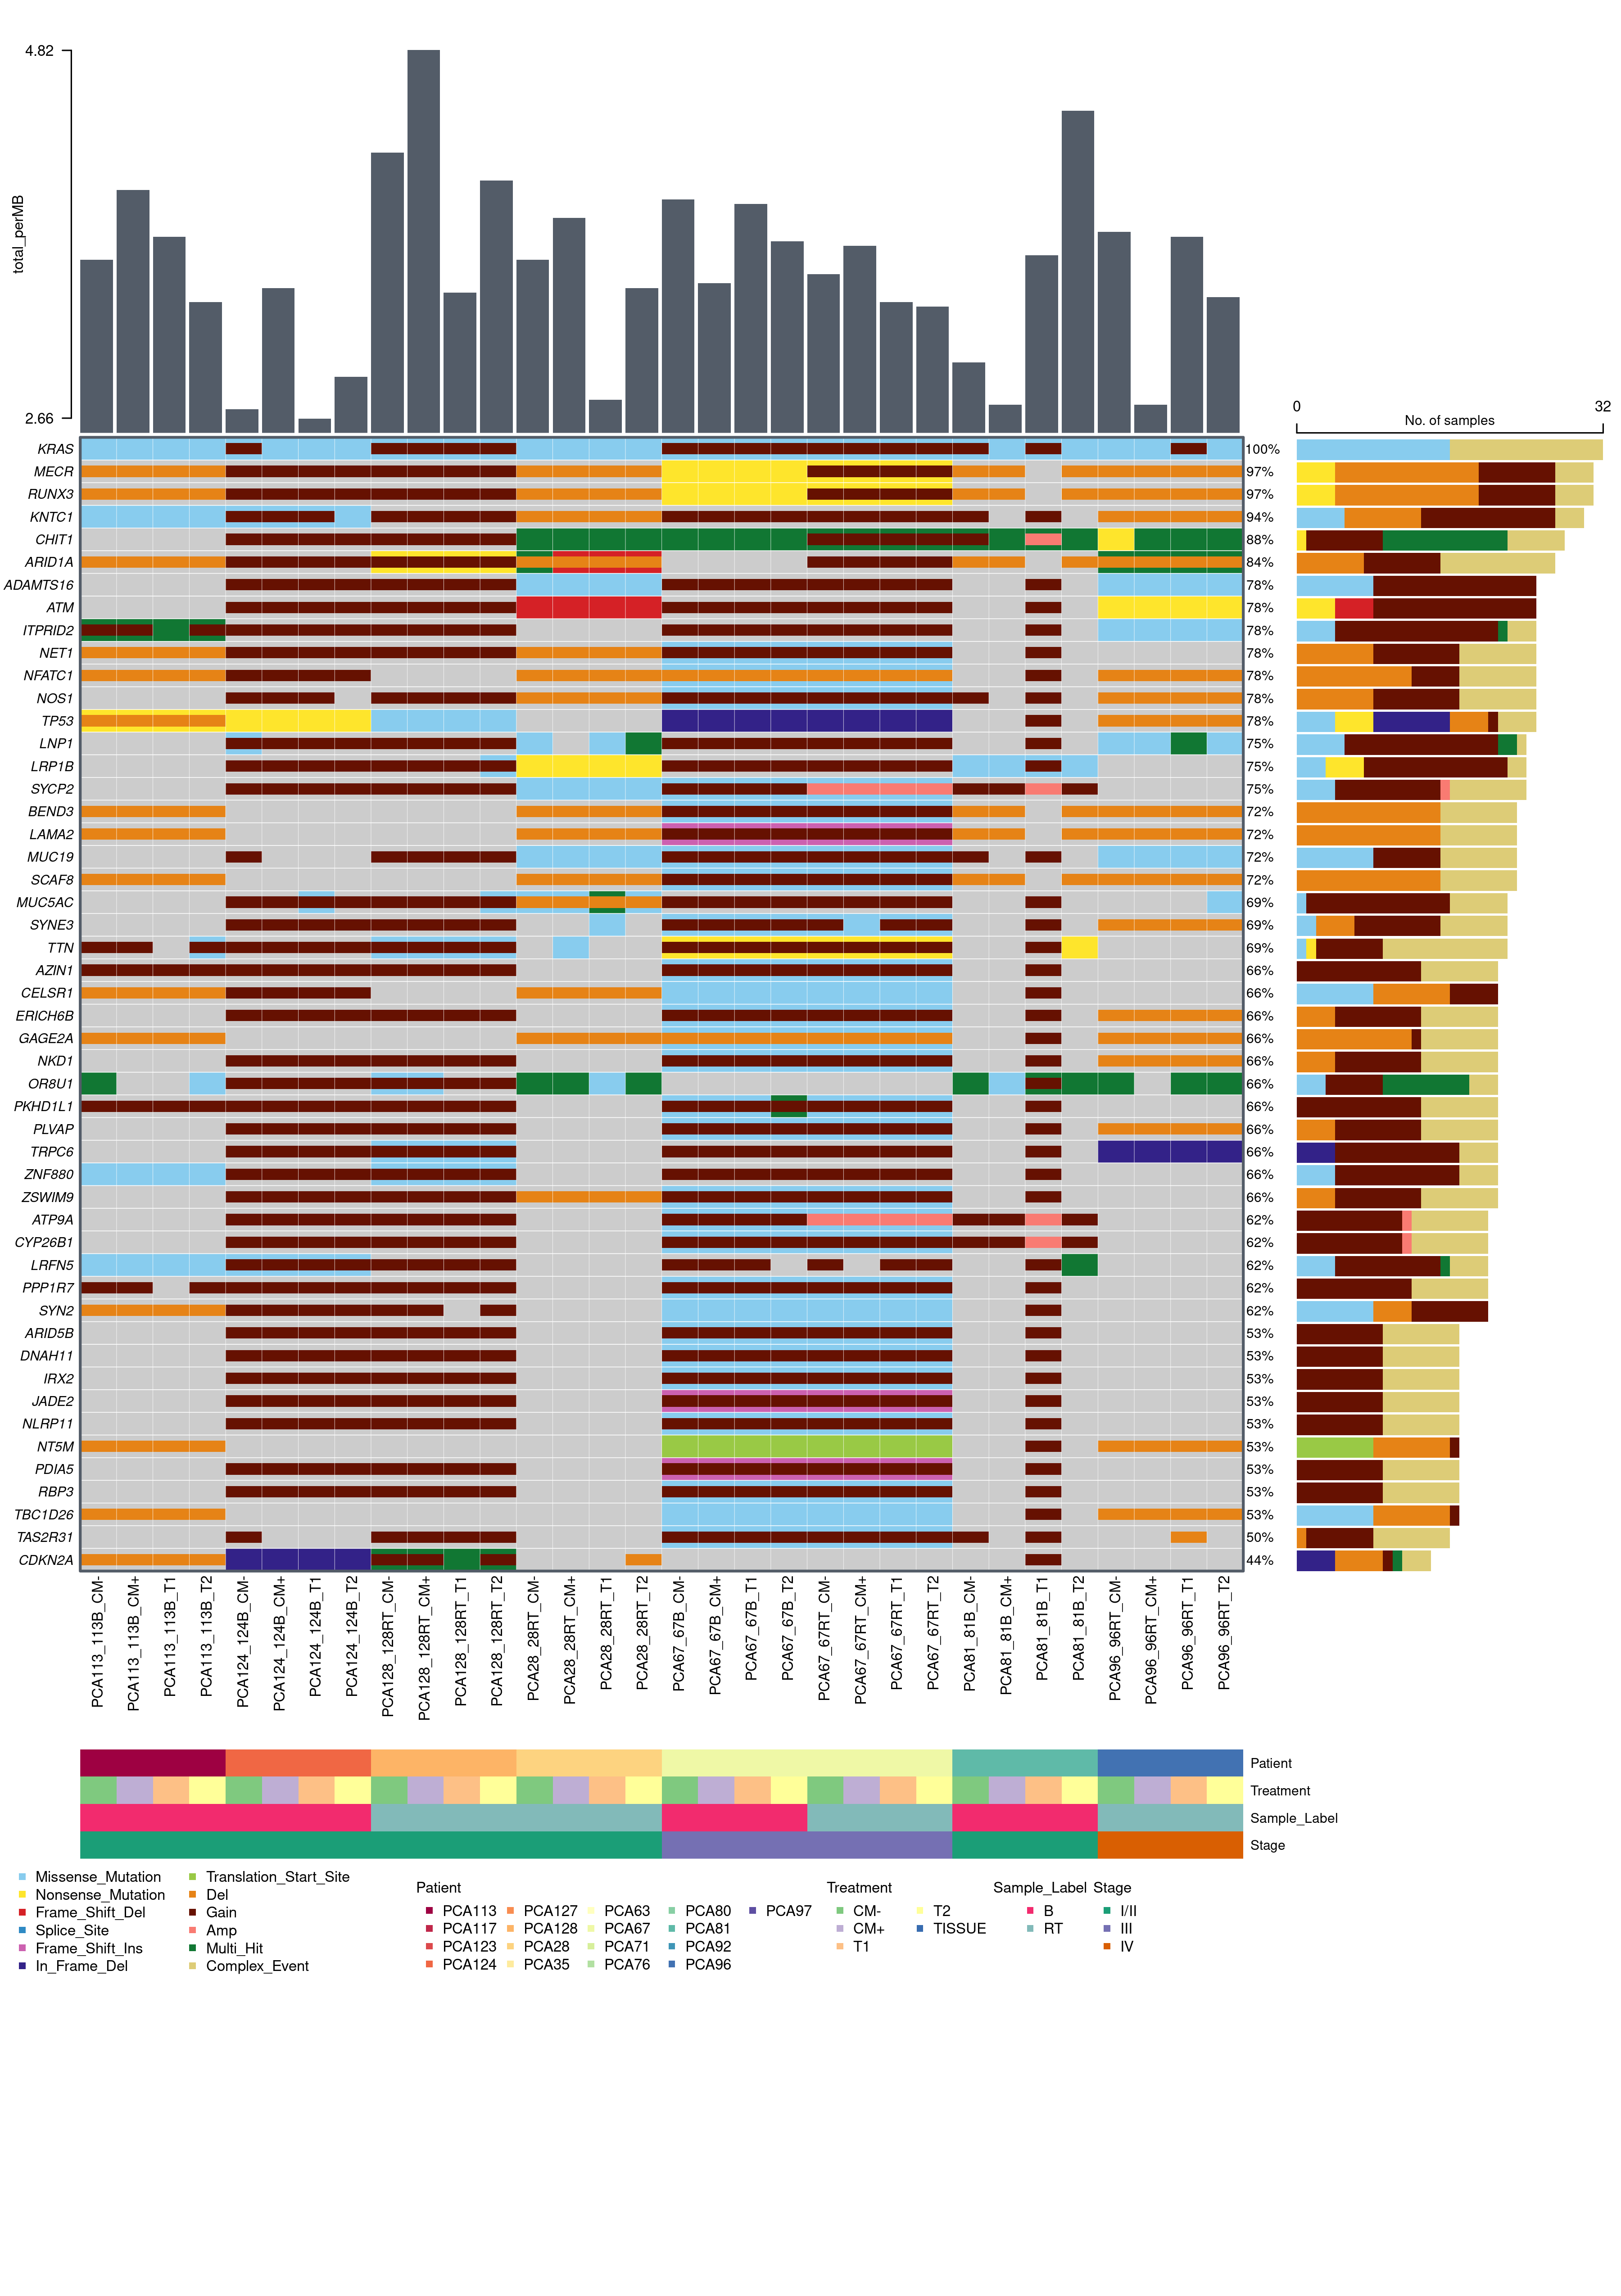 4.82
total_perMB
2.66
0 32
No. of samples
KRAS 100%
MECR 97%
RUNX3 97%
KNTC1 94%
CHIT1 88%
ARID1A 84%
ADAMTS16 78%
ATM 78%
ITPRID2 78%
NET1 78%
NFATC1 78%
NOS1 78%
TP53 78%
LNP1 75%
LRP1B 75%
SYCP2 75%
BEND3 72%
LAMA2 72%
MUC19 72%
SCAF8 72%
MUC5AC 69%
SYNE3 69%
TTN 69%
AZIN1 66%
CELSR1 66%
ERICH6B 66%
GAGE2A 66%
NKD1 66%
OR8U1 66%
PKHD1L1 66%
PLVAP 66%
TRPC6 66%
ZNF880 66%
ZSWIM9 66%
ATP9A 62%
CYP26B1 62%
LRFN5 62%
PPP1R7 62%
SYN2 62%
ARID5B 53%
DNAH11 53%
IRX2 53%
JADE2 53%
NLRP11 53%
NT5M 53%
PDIA5 53%
RBP3 53%
TBC1D26 53%
TAS2R31 50%
CDKN2A 44%
PCA113_113B_CM-
PCA113_113B_CM+
PCA113_113B_T1
PCA113_113B_T2
PCA124_124B_CM-
PCA124_124B_CM+
PCA124_124B_T1
PCA124_124B_T2
PCA128_128RT_CM-
PCA128_128RT_CM+
PCA128_128RT_T1
PCA128_128RT_T2
PCA28_28RT_CM-
PCA28_28RT_CM+
PCA28_28RT_T1
PCA28_28RT_T2
PCA67_67B_CM-
PCA67_67B_CM+
PCA67_67B_T1
PCA67_67B_T2
PCA67_67RT_CM-
PCA67_67RT_CM+
PCA67_67RT_T1
PCA67_67RT_T2
PCA81_81B_CM-
PCA81_81B_CM+
PCA81_81B_T1
PCA81_81B_T2
PCA96_96RT_CM-
PCA96_96RT_CM+
PCA96_96RT_T1
PCA96_96RT_T2
Patient
Treatment
Sample_Label
Stage
Missense_Mutation Translation_Start_Site
Nonsense_Mutation Del
Frame_Shift_Del Gain
Splice_Site Amp
Frame_Shift_Ins Multi_Hit
In_Frame_Del Complex_Event
Patient
PCA113 PCA127 PCA63 PCA80 PCA97
PCA117 PCA128 PCA67 PCA81
PCA123 PCA28 PCA71 PCA92
PCA124 PCA35 PCA76 PCA96
Treatment
CM- T2
CM+ TISSUE
T1
Sample_Label
B
RT
Stage
I/II
III
IV